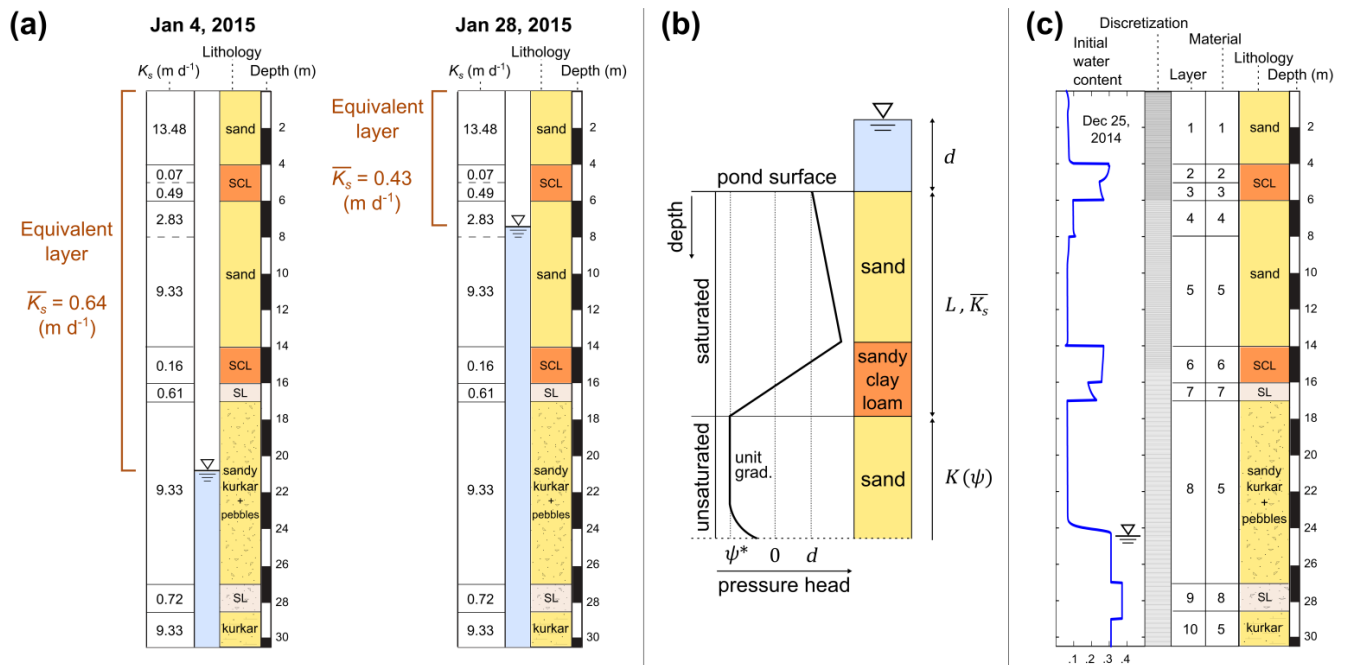 (a)
Jan 4, 2015
Jan 28, 2015
Lithology
Kₛ (m d⁻¹)
Depth (m)
Lithology
Kₛ (m d⁻¹)
Depth (m)
Equivalent
layer
K̅ₛ = 0.64
(m d⁻¹)
13.48
0.07
0.49
2.83
9.33
0.16
0.61
9.33
0.72
9.33
sand
SCL
sand
SCL
SL
sandy
kurkar
+
pebbles
SL
kurkar
2
4
6
8
10
12
14
16
18
20
22
24
26
28
30
Equivalent
layer
K̅ₛ = 0.43
(m d⁻¹)
13.48
0.07
0.49
2.83
9.33
0.16
0.61
9.33
0.72
9.33
sand
SCL
sand
SCL
SL
sandy
kurkar
+
pebbles
SL
kurkar
2
4
6
8
10
12
14
16
18
20
22
24
26
28
30
(b)
d
pond surface
depth
saturated
unsaturated
sand
sandy
clay
loam
sand
L , K̅ₛ
K(ψ)
unit
grad.
ψ* 0 d
pressure head
(c)
Discretization
Initial
water
content
Material
Layer
Lithology
Depth (m)
Dec 25,
2014
1 1
2 2
3 3
4 4
5 5
6 6
7 7
8 5
9 8
10 5
sand
SCL
sand
SCL
SL
sandy
kurkar
+
pebbles
SL
kurkar
2
4
6
8
10
12
14
16
18
20
22
24
26
28
30
.1 .2 .3 .4